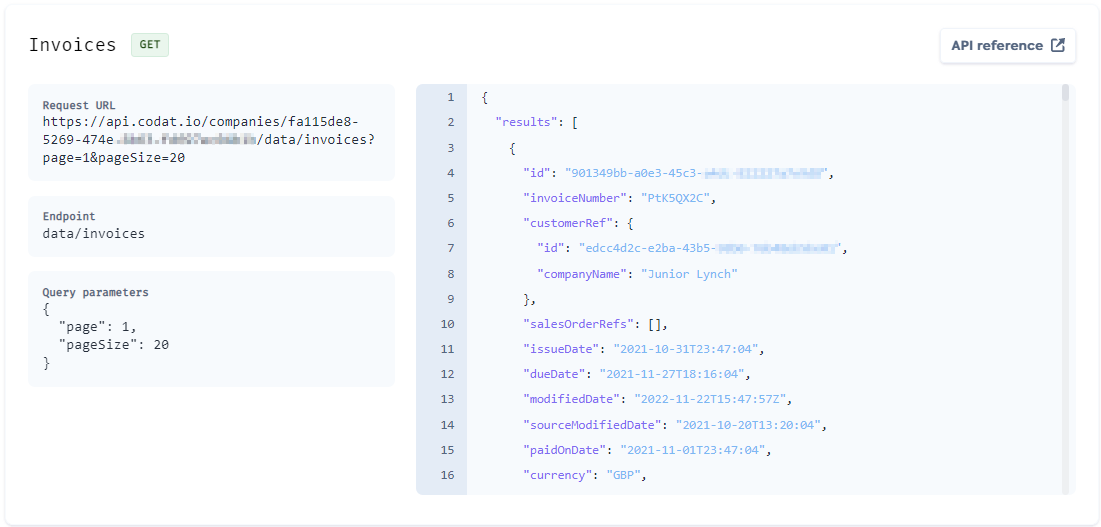 Invoices GET
API reference
Request URL
https://api.codat.io/companies/fa115de8-
5269-474e /data/invoices?
page=1&pageSize=20
Endpoint
data/invoices
Query parameters
{
"page": 1,
"pageSize": 20
}
1 {
2 "results": [
3 {
4 "id": "901349bb-a0e3-45c3- ",
5 "invoiceNumber": "PtK5QX2C",
6 "customerRef": {
7 "id": "edcc4d2c-e2ba-43b5- ",
8 "companyName": "Junior Lynch"
9 },
10 "salesOrderRefs": [],
11 "issueDate": "2021-10-31T23:47:04",
12 "dueDate": "2021-11-27T18:16:04",
13 "modifiedDate": "2022-11-22T15:47:57Z",
14 "sourceModifiedDate": "2021-10-20T13:20:04",
15 "paidOnDate": "2021-11-01T23:47:04",
16 "currency": "GBP",